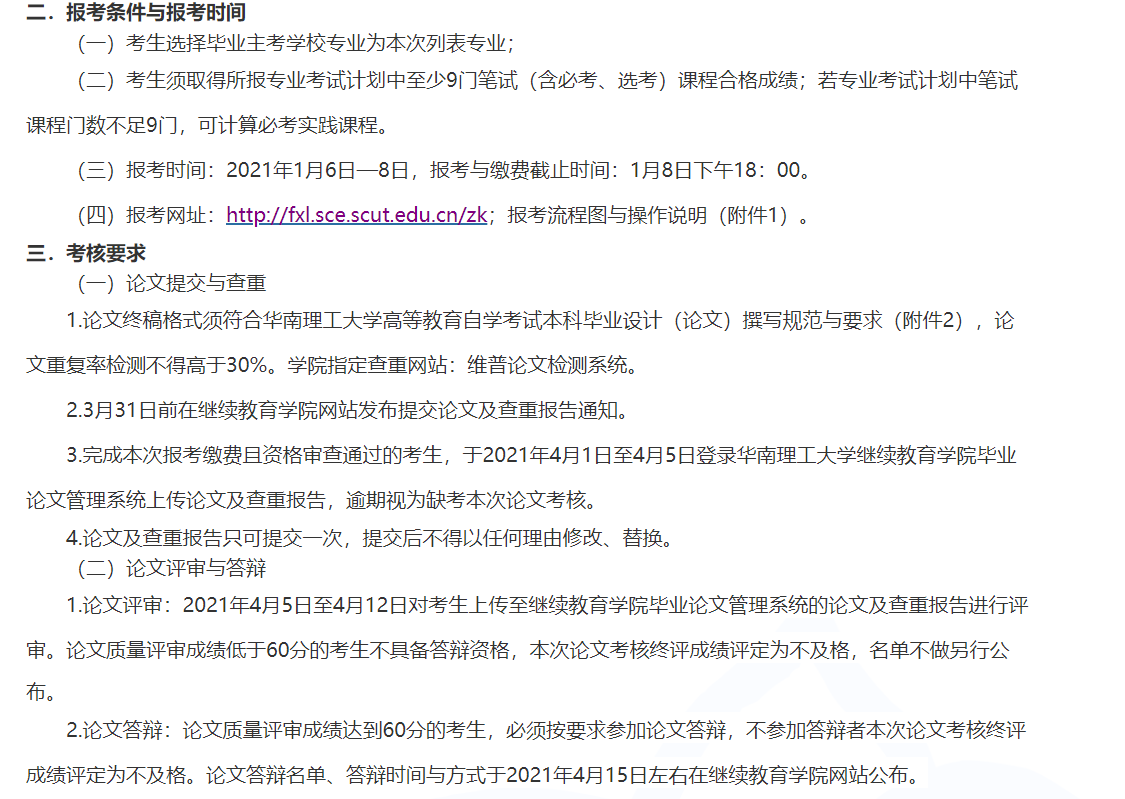 二．报考条件与报考时间
（一）考生选择毕业主考学校专业为本次列表专业；
（二）考生须取得所报专业考试计划中至少9门笔试（含必考、选考）课程合格成绩；若专业考试计划中笔试
课程门数不足9门，可计算必考实践课程。
（三）报考时间：2021年1月6日—8日，报考与缴费截止时间：1月8日下午18：00。
（四）报考网址：http://fxl.sce.scut.edu.cn/zk；报考流程图与操作说明（附件1）。
三．考核要求
（一）论文提交与查重
1.论文终稿格式须符合华南理工大学高等教育自学考试本科毕业设计（论文）撰写规范与要求（附件2），论
文重复率检测不得高于30%。学院指定查重网站：维普论文检测系统。
2.3月31日前在继续教育学院网站发布提交论文及查重报告通知。
3.完成本次报考缴费且资格审查通过的考生，于2021年4月1日至4月5日登录华南理工大学继续教育学院毕业
论文管理系统上传论文及查重报告，逾期视为缺考本次论文考核。
4.论文及查重报告只可提交一次，提交后不得以任何理由修改、替换。
（二）论文评审与答辩
1.论文评审：2021年4月5日至4月12日对考生上传至继续教育学院毕业论文管理系统的论文及查重报告进行评
审。论文质量评审成绩低于60分的考生不具备答辩资格，本次论文考核终评成绩评定为不及格，名单不做另行公
布。
2.论文答辩：论文质量评审成绩达到60分的考生，必须按要求参加论文答辩，不参加答辩者本次论文考核终评
成绩评定为不及格。论文答辩名单、答辩时间与方式于2021年4月15日左右在继续教育学院网站公布。